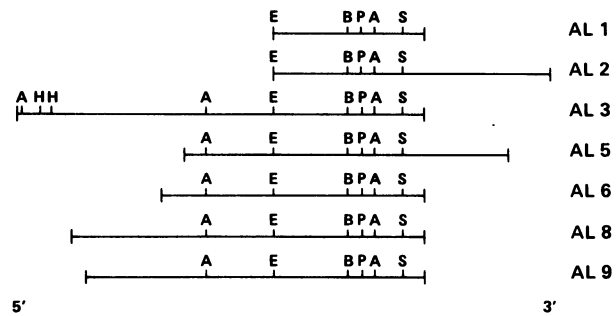 E B P A S AL 1
AL 2
A H H A E B P A S AL 3
A E B P A S AL 5
A E B P A S AL 6
A E B P A S AL 8
A E B P A S AL 9
5' 3'